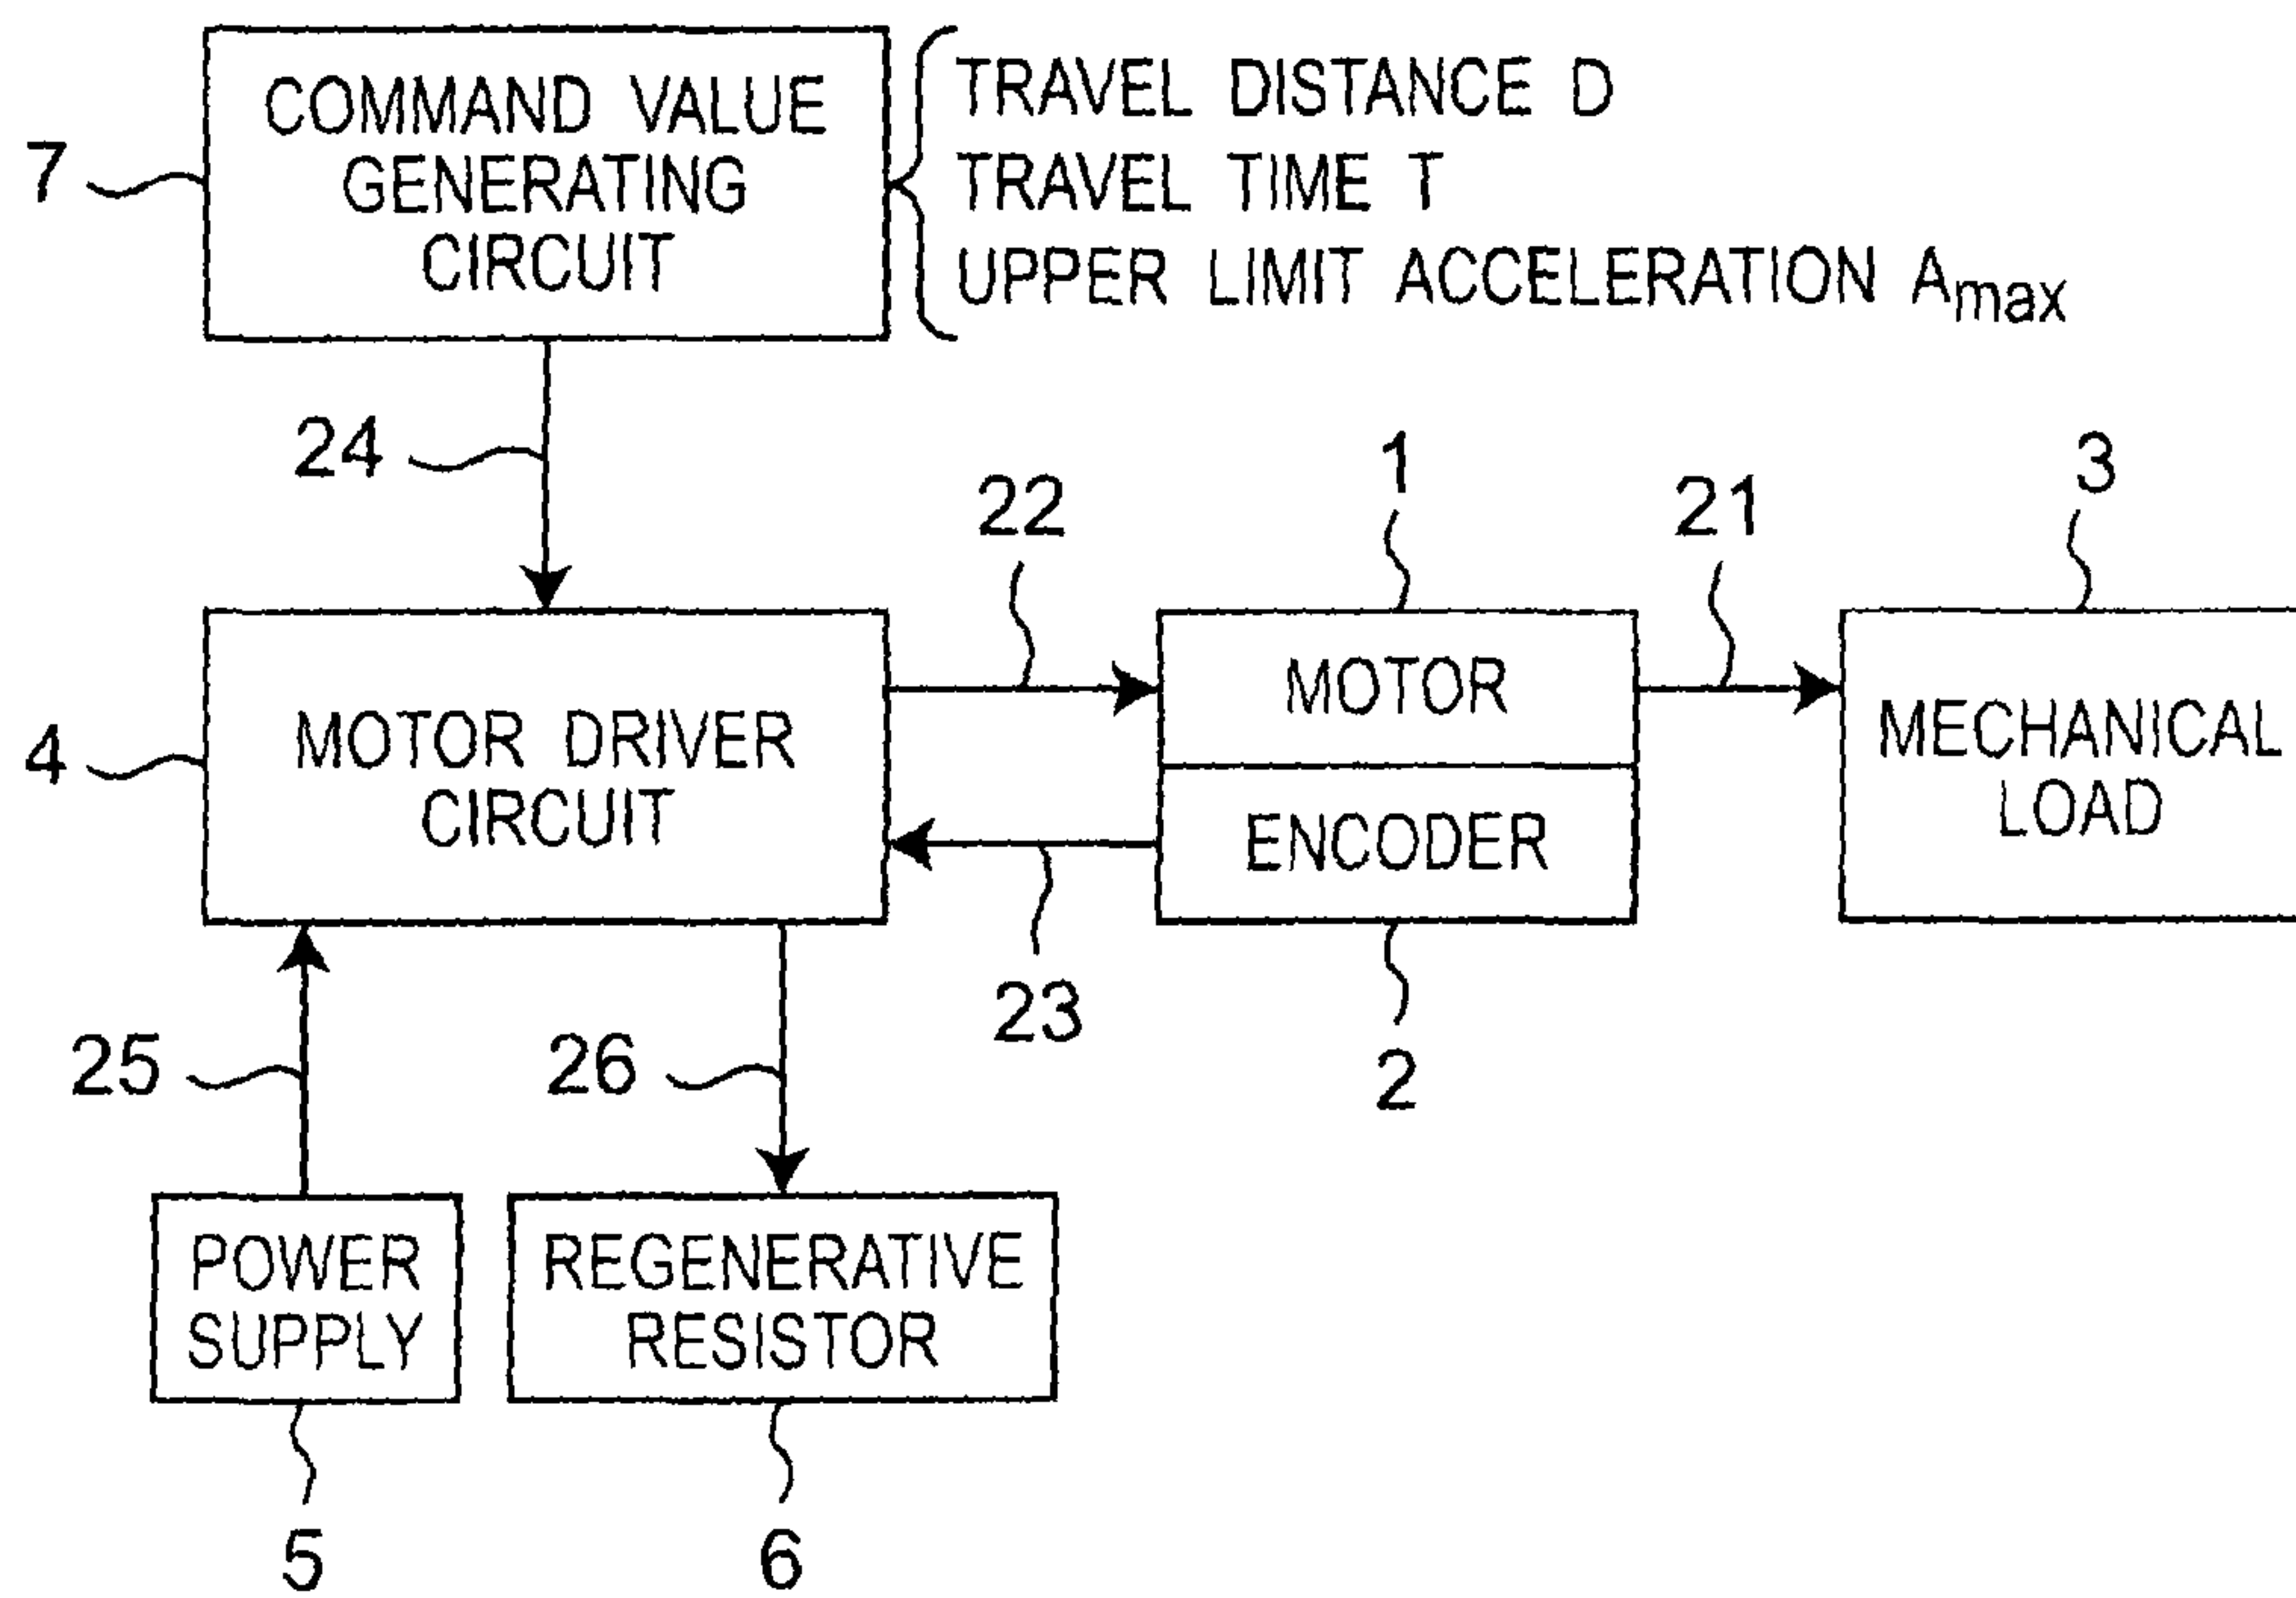 COMMAND VALUE
GENERATING
CIRCUIT
7
TRAVEL DISTANCE D
TRAVEL TIME T
UPPER LIMIT ACCELERATION Amax
24
22
1
21
3
MOTOR DRIVER
CIRCUIT
4
MOTOR
ENCODER
MECHANICAL
LOAD
23
2
25
26
POWER
SUPPLY
REGENERATIVE
RESISTOR
5
6